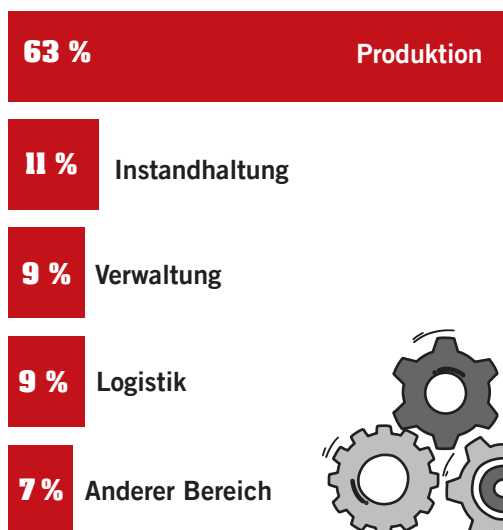 63 % Produktion
11 % Instandhaltung
9 % Verwaltung
9 % Logistik
7 % Anderer Bereich